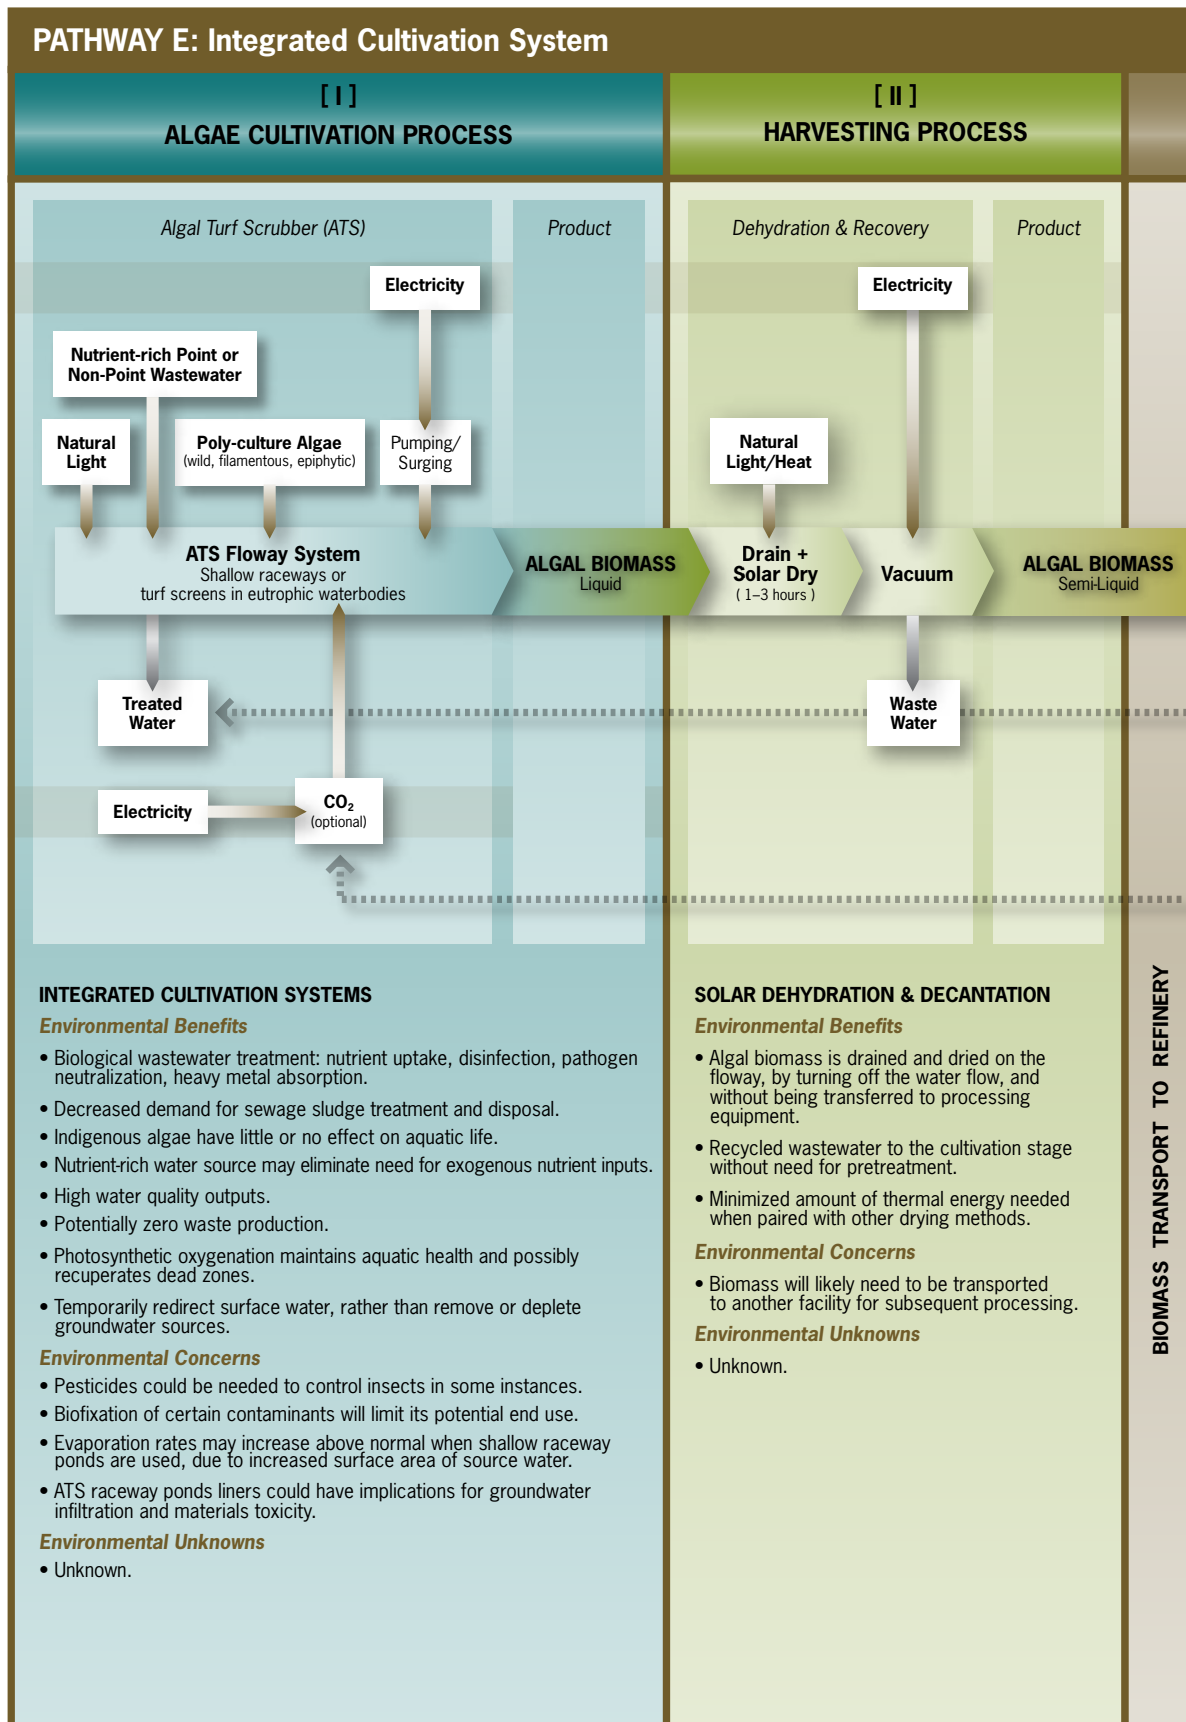 PATHWAY E: Integrated Cultivation System
[ I ]
ALGAE CULTIVATION PROCESS
[ II ]
HARVESTING PROCESS
Algal Turf Scrubber (ATS)
Product
Dehydration & Recovery
Product
Electricity
Electricity
Nutrient-rich Point or
Non-Point Wastewater
Natural
Light
Poly-culture Algae
(wild, filamentous, epiphytic)
Pumping/
Surging
Natural
Light/Heat
ATS Floway System
Shallow raceways or
turf screens in eutrophic waterbodies
ALGAL BIOMASS
Liquid
Drain +
Solar Dry
( 1–3 hours )
Vacuum
ALGAL BIOMASS
Semi-Liquid
Treated
Water
Waste
Water
Electricity
CO2
(optional)
INTEGRATED CULTIVATION SYSTEMS
Environmental Benefits
• Biological wastewater treatment: nutrient uptake, disinfection, pathogen
neutralization, heavy metal absorption.
• Decreased demand for sewage sludge treatment and disposal.
• Indigenous algae have little or no effect on aquatic life.
• Nutrient-rich water source may eliminate need for exogenous nutrient inputs.
• High water quality outputs.
• Potentially zero waste production.
• Photosynthetic oxygenation maintains aquatic health and possibly
recuperates dead zones.
• Temporarily redirect surface water, rather than remove or deplete
groundwater sources.
Environmental Concerns
• Pesticides could be needed to control insects in some instances.
• Biofixation of certain contaminants will limit its potential end use.
• Evaporation rates may increase above normal when shallow raceway
ponds are used, due to increased surface area of source water.
• ATS raceway ponds liners could have implications for groundwater
infiltration and materials toxicity.
Environmental Unknowns
• Unknown.
SOLAR DEHYDRATION & DECANTATION
Environmental Benefits
• Algal biomass is drained and dried on the
floway, by turning off the water flow, and
without being transferred to processing
equipment.
• Recycled wastewater to the cultivation stage
without need for pretreatment.
• Minimized amount of thermal energy needed
when paired with other drying methods.
Environmental Concerns
• Biomass will likely need to be transported
to another facility for subsequent processing.
Environmental Unknowns
• Unknown.
BIOMASS TRANSPORT TO REFINERY